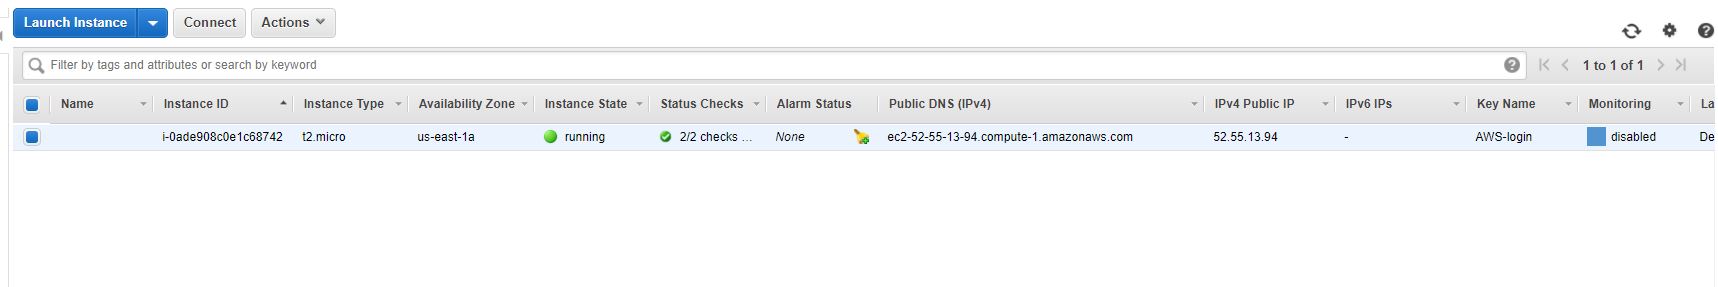 Launch Instance Connect Actions
Filter by tags and attributes or search by keyword 1 to 1 of 1
Name Instance ID Instance Type Availability Zone Instance State Status Checks Alarm Status Public DNS (IPv4) IPv4 Public IP IPv6 IPs Key Name Monitoring La
i-0ade908c0e1c68742 t2.micro us-east-1a running 2/2 checks ... None ec2-52-55-13-94.compute-1.amazonaws.com 52.55.13.94 - AWS-login disabled De